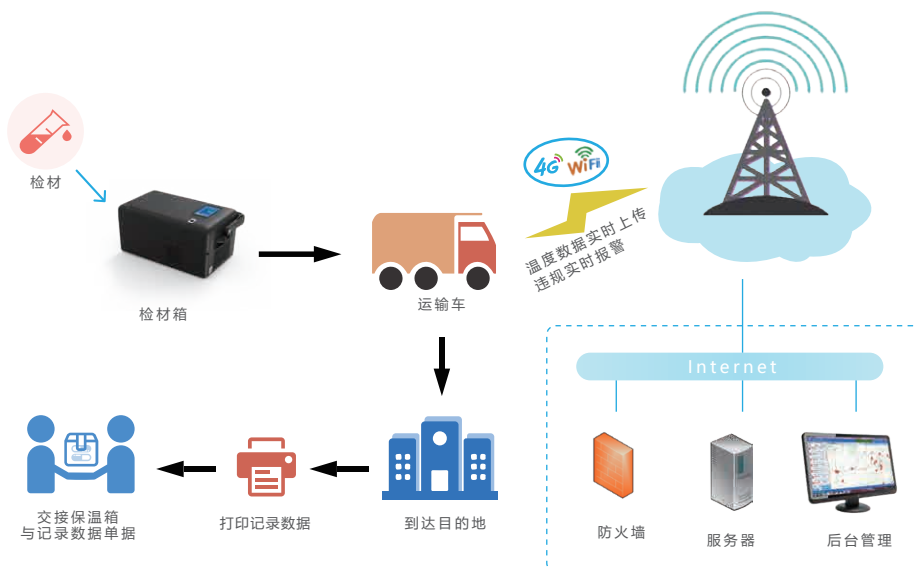 检材
检材箱
运输车
4G WiFi
温度数据实时上传
违规实时报警
Internet
防火墙
服务器
后台管理
到达目的地
打印记录数据
交接保温箱
与记录数据单据